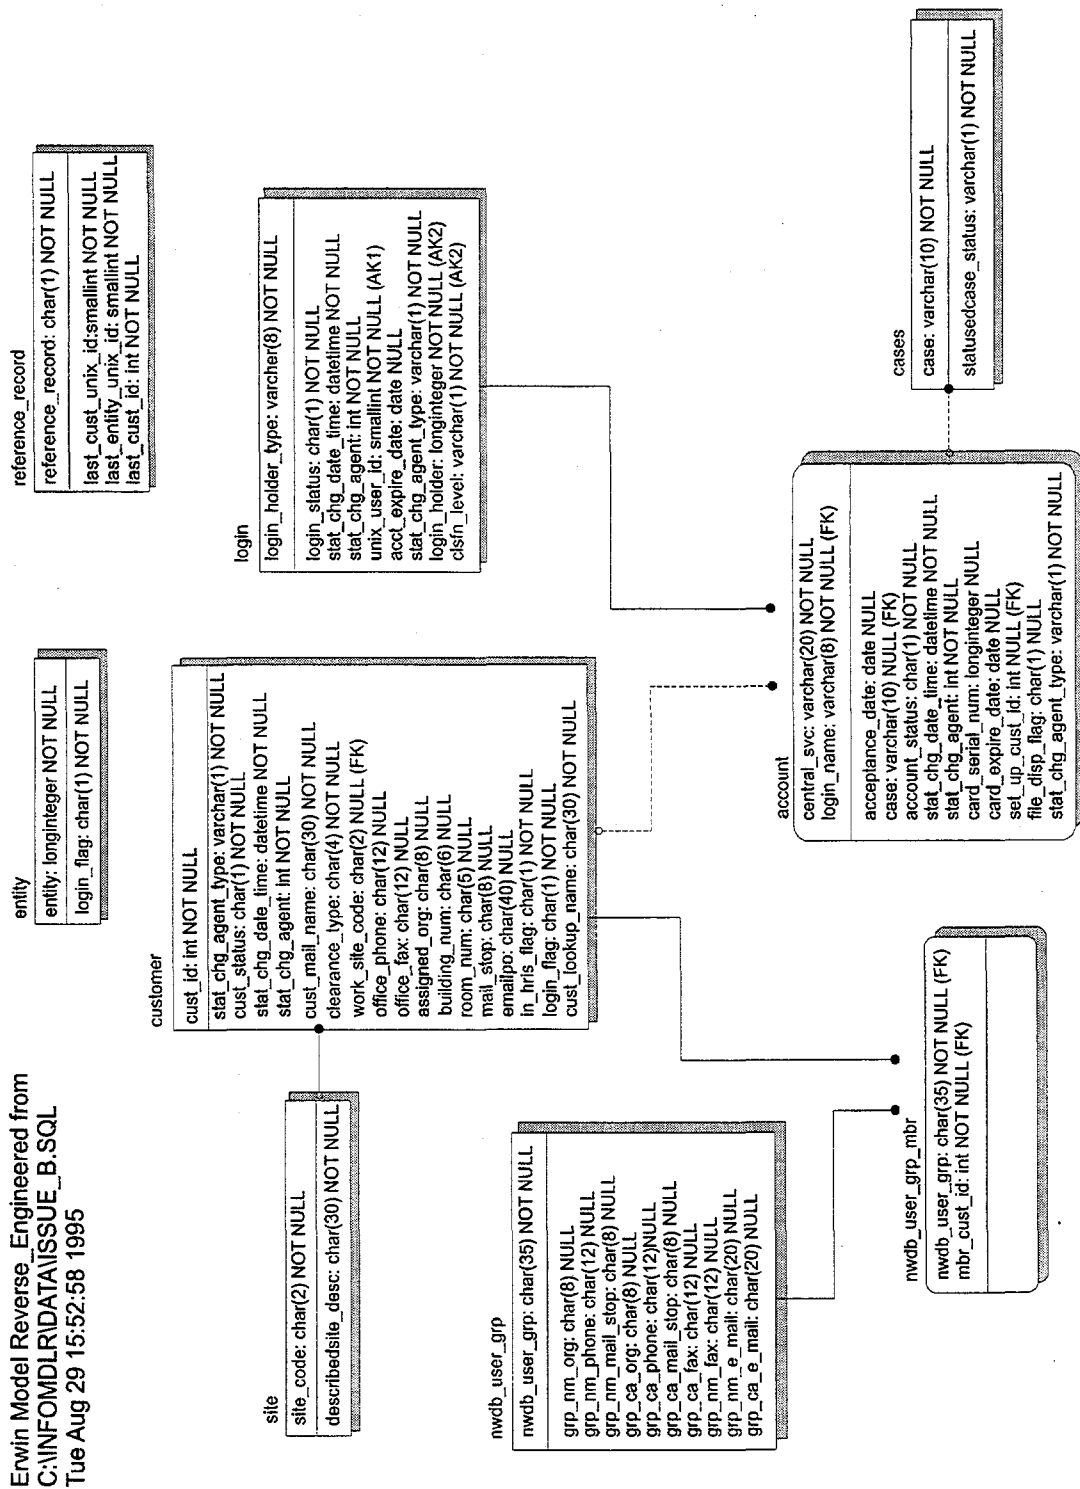 Erwin Model Reverse_Engineered from
C:\INFOMDLR\DATA\ISSUE_B.SQL
Tue Aug 29 15:52:58 1995
entity
entity: longinteger NOT NULL
login_flag: char(1) NOT NULL
reference_record
reference_record: char(1) NOT NULL
last_cust_unix_id:smallint NOT NULL
last_entity_unix_id: smallint NOT NULL
last_cust_id: int NOT NULL
site
site_code: char(2) NOT NULL
describedsite_desc: char(30) NOT NULL
customer
cust_id: int NOT NULL
stat_chg_agent_type: varchar(1) NOT NULL
cust_status: char(1) NOT NULL
stat_chg_date_time: datetime NOT NULL
stat_chg_agent: int NOT NULL
cust_mail_name: char(30) NOT NULL
clearance_type: char(4) NOT NULL
work_site_code: char(2) NULL (FK)
office_phone: char(12) NULL
office_fax: char(12) NULL
assigned_org: char(8) NULL
building_num: char(6) NULL
room_num: char(5) NULL
mail_stop: char(8) NULL
emailpo: char(40) NULL
in_hris_flag: char(1) NOT NULL
login_flag: char(1) NOT NULL
cust_lookup_name: char(30) NOT NULL
login
login_holder_type: varcher(8) NOT NULL
login_status: char(1) NOT NULL
stat_chg_date_time: datetime NOT NULL
stat_chg_agent: int NOT NULL
unix_user_id: smallint NOT NULL (AK1)
acct_expire_date: date NULL
stat_chg_agent_type: varchar(1) NOT NULL
login_holder: longinteger NOT NULL (AK2)
clsfn_level: varchar(1) NOT NULL (AK2)
nwdb_user_grp
nwdb_user_grp: char(35) NOT NULL
grp_nm_org: char(8) NULL
grp_nm_phone: char(12) NULL
grp_nm_mail_stop: char(8) NULL
grp_ca_org: char(8) NULL
grp_ca_phone: char(12)NULL
grp_ca_mail_stop: char(8) NULL
grp_ca_fax: char(12) NULL
grp_nm_fax: char(12) NULL
grp_nm_e_mail: char(20) NULL
grp_ca_e_mail: char(20) NULL
nwdb_user_grp_mbr
nwdb_user_grp: char(35) NOT NULL (FK)
mbr_cust_id: int NOT NULL (FK)
account
central_svc: varchar(20) NOT NULL
login_name: varchar(8) NOT NULL (FK)
acceptance_date: date NULL
case: varchar(10) NULL (FK)
account_status: char(1) NOT NULL
stat_chg_date_time: datetime NOT NULL
stat_chg_agent: int NOT NULL
card_serial_num: longinteger NULL
card_expire_date: date NULL
set_up_cust_id: int NULL (FK)
file_disp_flag: char(1) NULL
stat_chg_agent_type: varchar(1) NOT NULL
cases
case: varchar(10) NOT NULL
statusedcase_status: varchar(1) NOT NULL